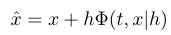 x̂ = x + hΦ(t, x|h)